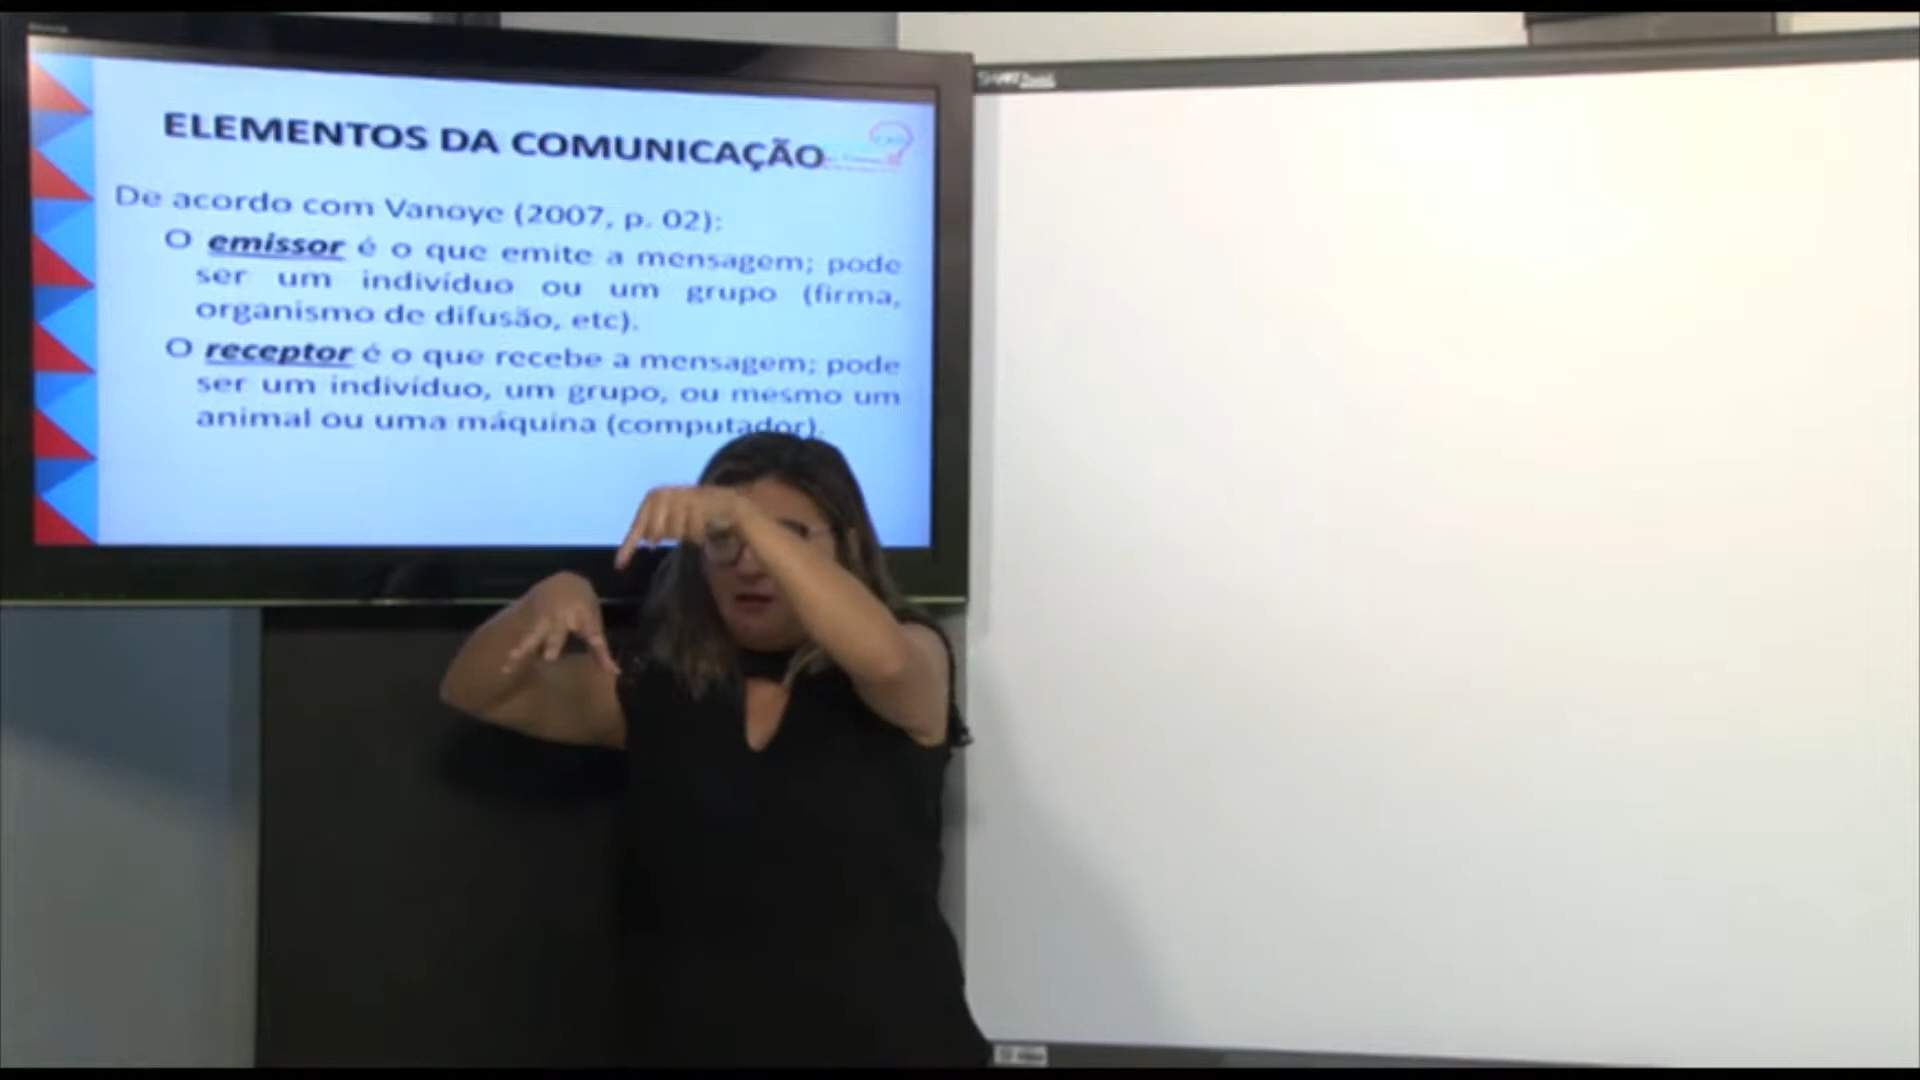 ELEMENTOS DA COMUNICAÇÃO
De acordo com Vanoye (2007, p. 02):
O emissor é o que emite a mensagem; pode
ser um indivíduo ou um grupo (firma,
organismo de difusão, etc).
O receptor é o que recebe a mensagem; pode
ser um indivíduo, um grupo, ou mesmo um
animal ou uma máquina (computador).
SMART Board